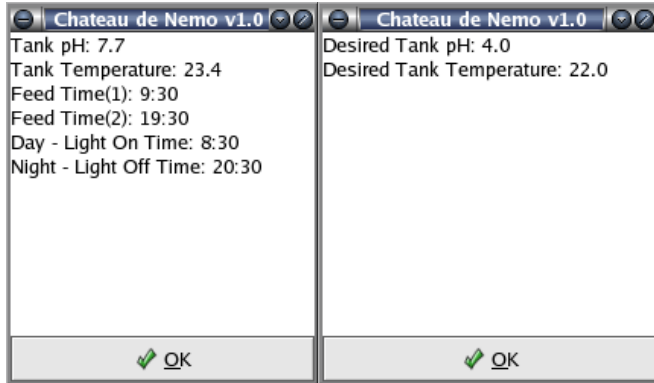 Chateau de Nemo v1.0
Tank pH: 7.7
Tank Temperature: 23.4
Feed Time(1): 9:30
Feed Time(2): 19:30
Day - Light On Time: 8:30
Night - Light Off Time: 20:30
OK
Chateau de Nemo v1.0
Desired Tank pH: 4.0
Desired Tank Temperature: 22.0
OK